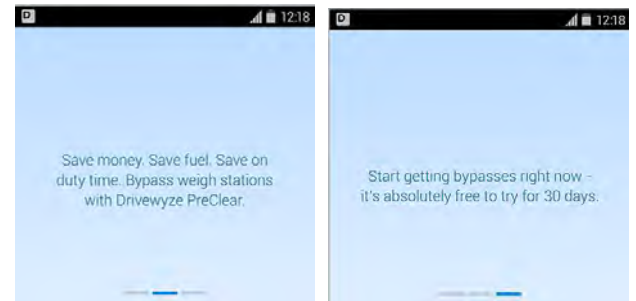 D 12:18
Save money. Save fuel. Save on
duty time. Bypass weigh stations
with Drivewyze PreClear.
D 12:18
Start getting bypasses right now -
it's absolutely free to try for 30 days.